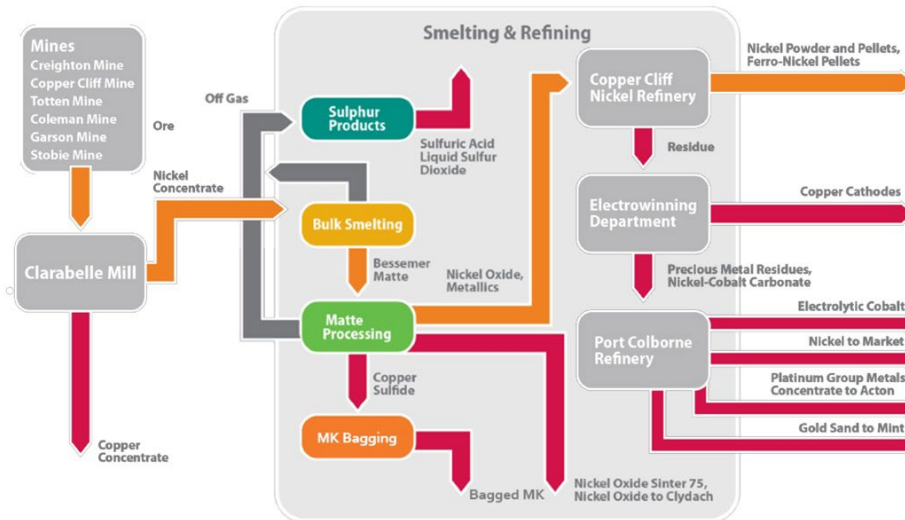 Mines
Creighton Mine
Copper Cliff Mine
Totten Mine
Coleman Mine
Garson Mine
Stobie Mine
Ore
Nickel
Concentrate
Clarabelle Mill
Copper
Concentrate
Smelting & Refining
Off Gas
Sulphur
Products
Sulfuric Acid
Liquid Sulfur
Dioxide
Bulk Smelting
Bessemer
Matte
Nickel Oxide,
Metallics
Matte
Processing
Copper
Sulfide
MK Bagging
Bagged MK
Nickel Oxide Sinter 75,
Nickel Oxide to Clydach
Copper Cliff
Nickel Refinery
Nickel Powder and Pellets,
Ferro-Nickel Pellets
Residue
Electrowinning
Department
Copper Cathodes
Precious Metal Residues,
Nickel-Cobalt Carbonate
Port Colborne
Refinery
Electrolytic Cobalt
Nickel to Market
Platinum Group Metals
Concentrate to Acton
Gold Sand to Mint